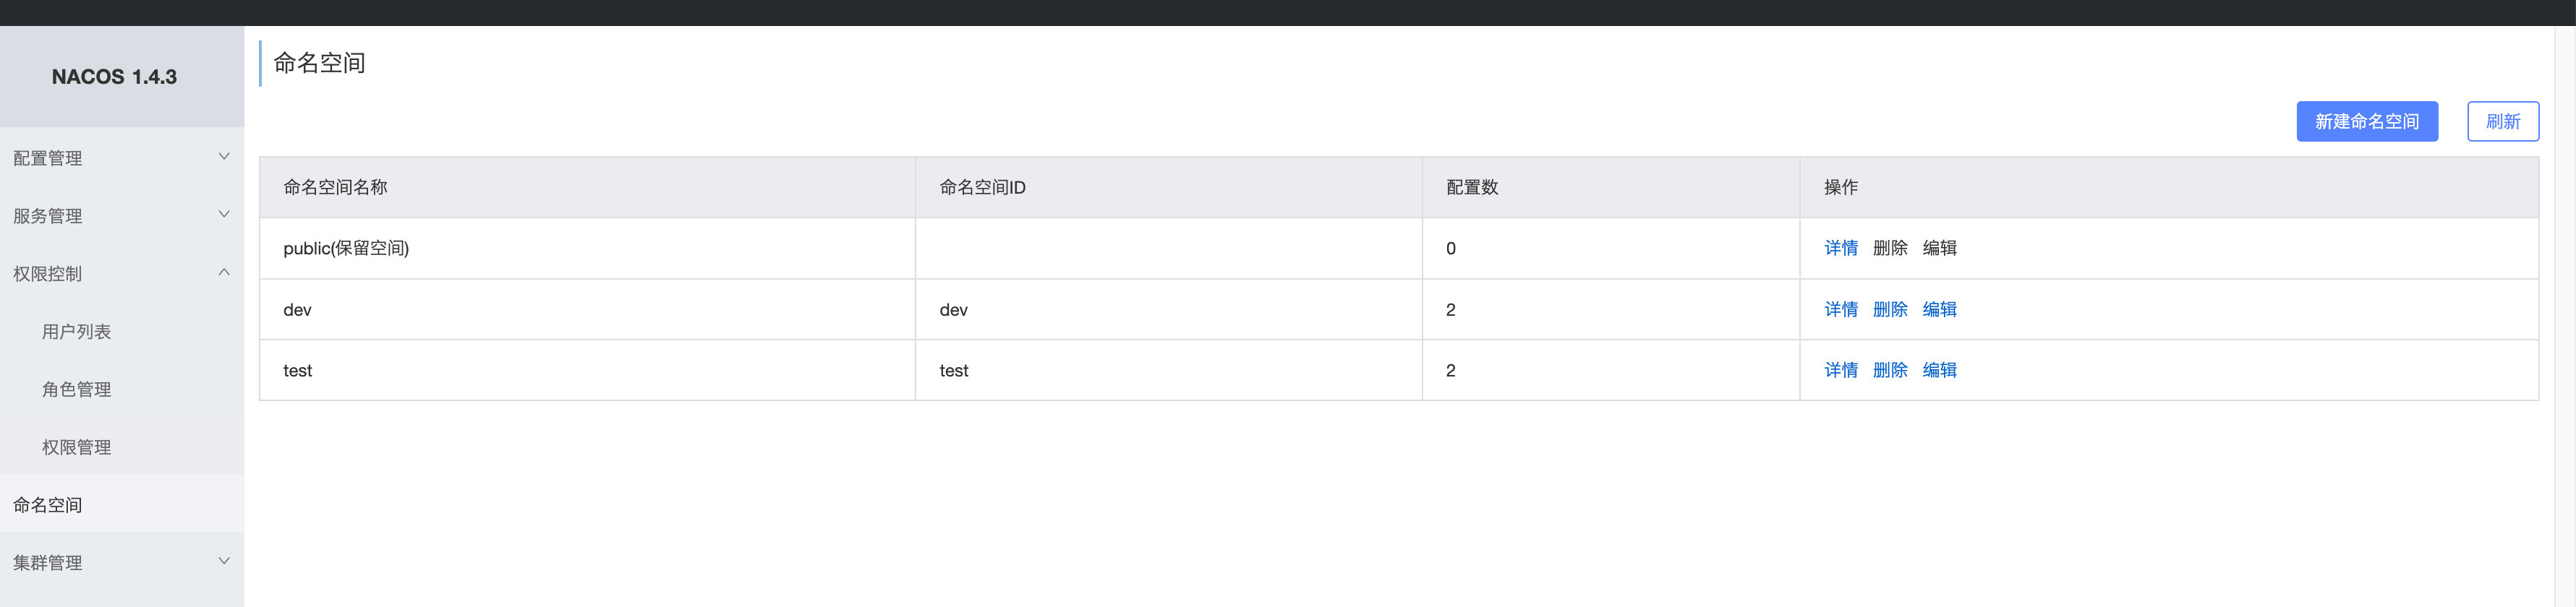 NACOS 1.4.3
配置管理
服务管理
权限控制
用户列表
角色管理
权限管理
命名空间
集群管理
命名空间
新建命名空间 刷新
命名空间名称 命名空间ID 配置数 操作
public(保留空间) 0 详情 删除 编辑
dev dev 2 详情 删除 编辑
test test 2 详情 删除 编辑